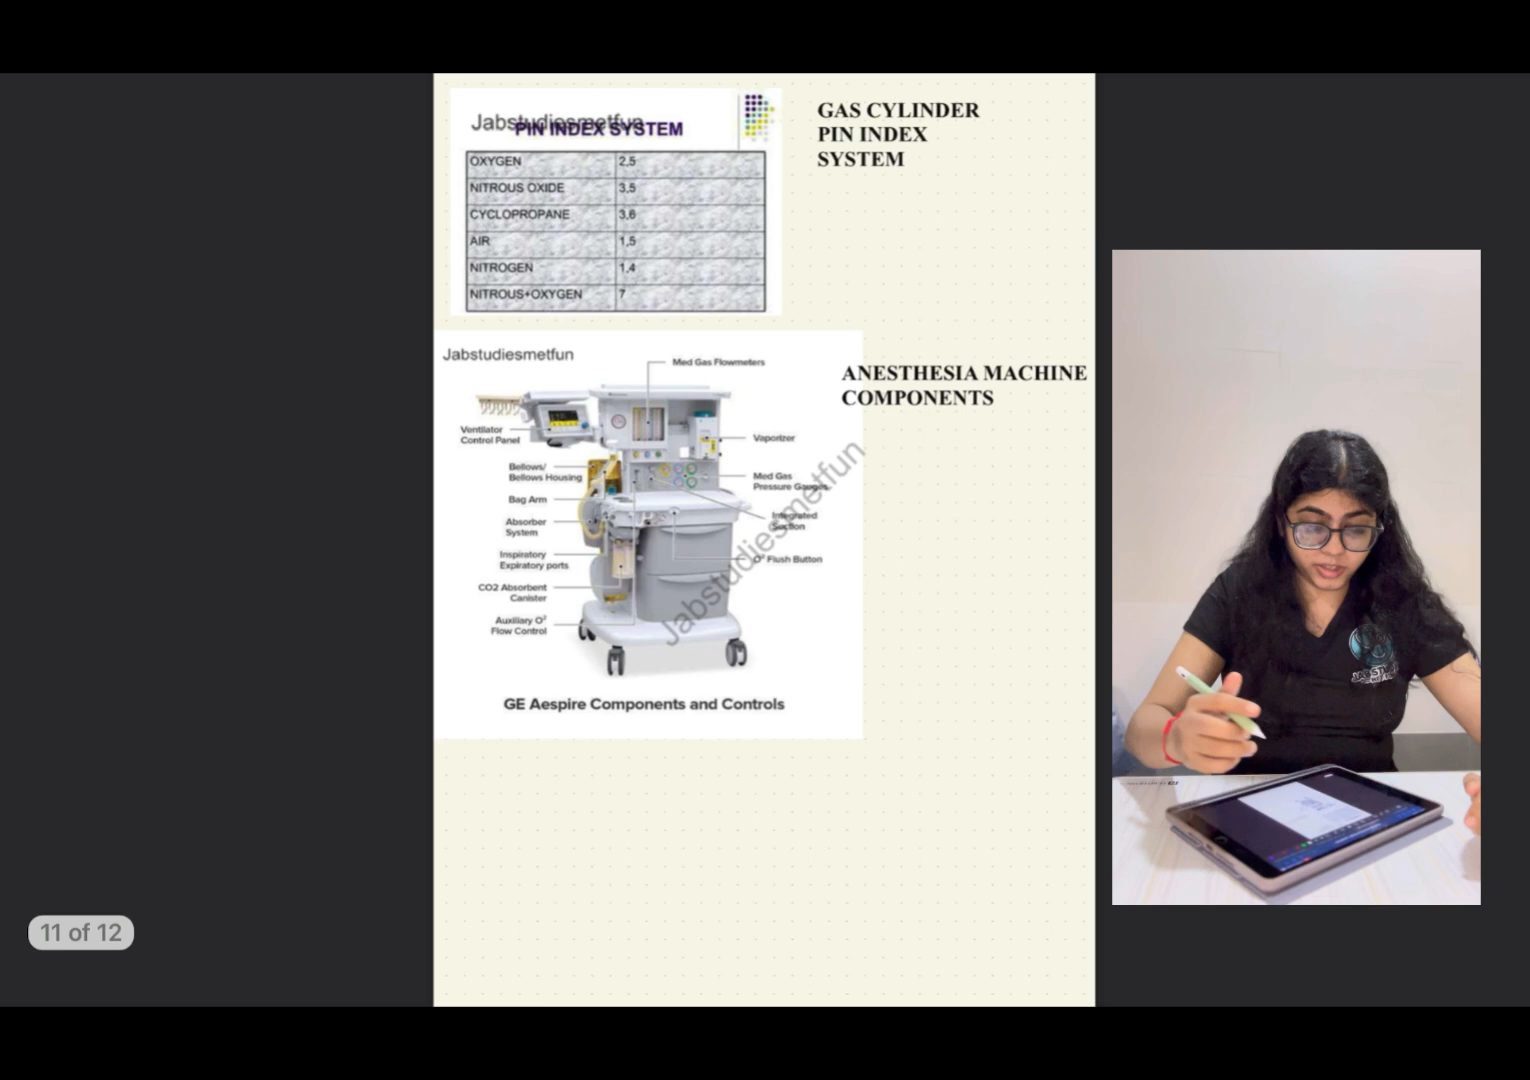 Jabstudiesmetfun
PIN INDEX SYSTEM
OXYGEN 2,5
NITROUS OXIDE 3,5
CYCLOPROPANE 3,6
AIR 1,5
NITROGEN 1,4
NITROUS+OXYGEN 7
GAS CYLINDER
PIN INDEX
SYSTEM
Jabstudiesmetfun
ANESTHESIA MACHINE
COMPONENTS
Med Gas Flowmeters
Ventilator
Control Panel
Vaporizer
Bellows/
Bellows Housing
Med Gas
Pressure Gauges
Bag Arm
Integrated
Suction
Absorber
System
Inspiratory
Expiratory ports
O² Flush Button
CO2 Absorbent
Canister
Auxiliary O²
Flow Control
Jabstudiesmetfun
GE Aespire Components and Controls
11 of 12